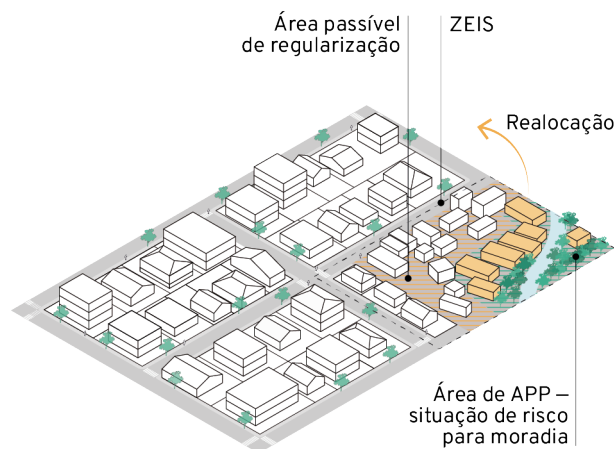 Área passível
de regularização
ZEIS
Realocação
Área de APP —
situação de risco
para moradia